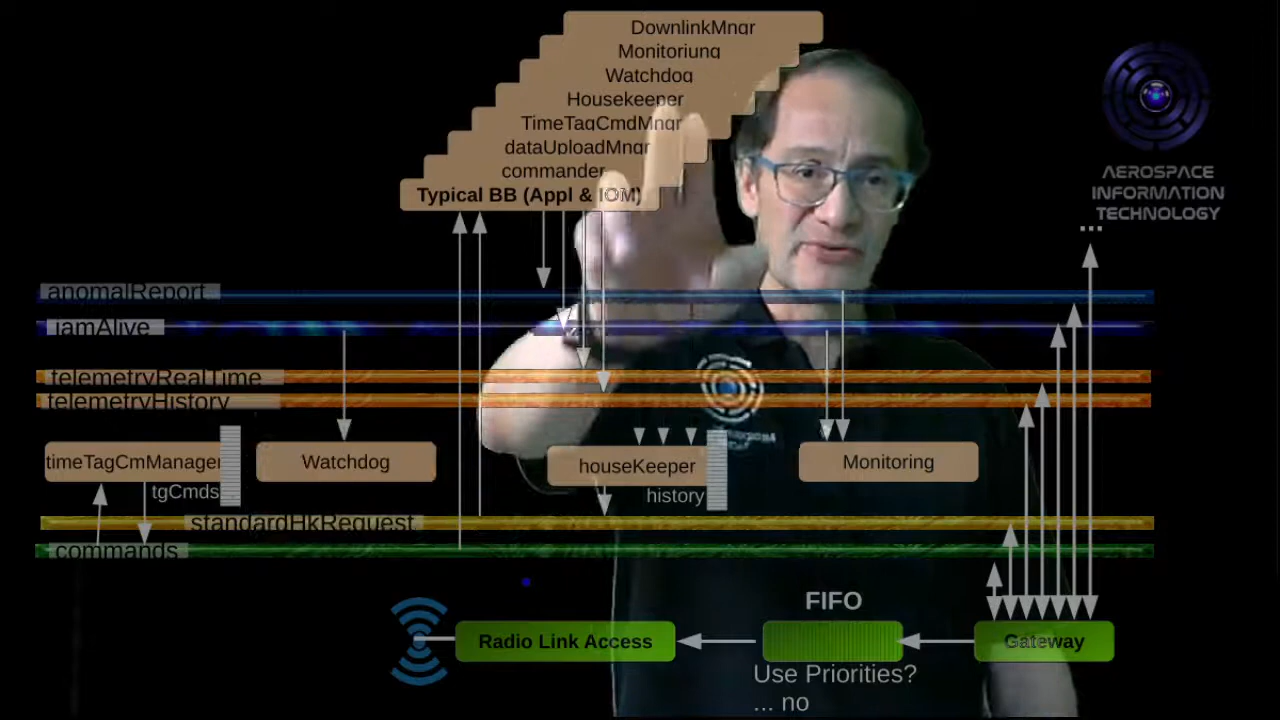 DownlinkMngr
Monitoriung
Watchdog
Housekeeper
TimeTagCmdMngr
dataUploadMngr
commander
Typical BB (Appl & IOM)
AEROSPACE
INFORMATION
TECHNOLOGY
...
anomalReport
iamAlive
telemetryRealTime
telemetryHistory
timeTagCmManager
Watchdog
houseKeeper
Monitoring
tgCmds
history
standardHkRequest
commands
FIFO
Radio Link Access
Gateway
Use Priorities?
... no